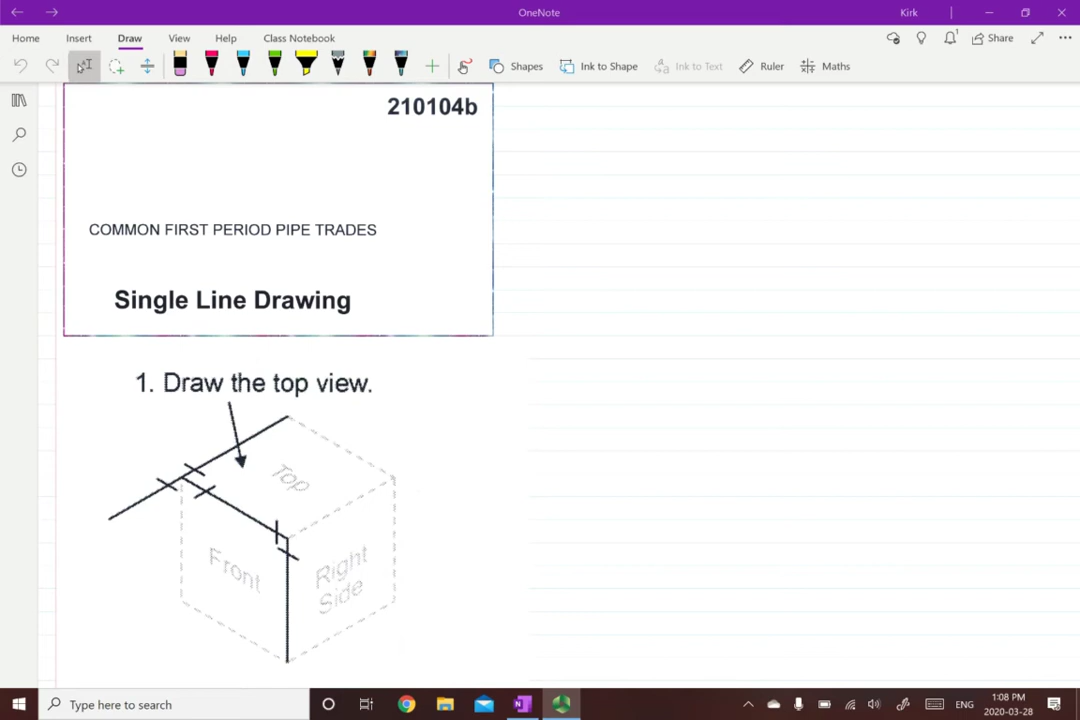 OneNote
Kirk
Home
Insert
Draw
View
Help
Class Notebook
Share
Shapes
Ink to Shape
Ink to Text
Ruler
Maths
210104b
COMMON FIRST PERIOD PIPE TRADES
Single Line Drawing
1. Draw the top view.
Top
Front
Right
Side
Type here to search
ENG
1:08 PM
2020-03-28